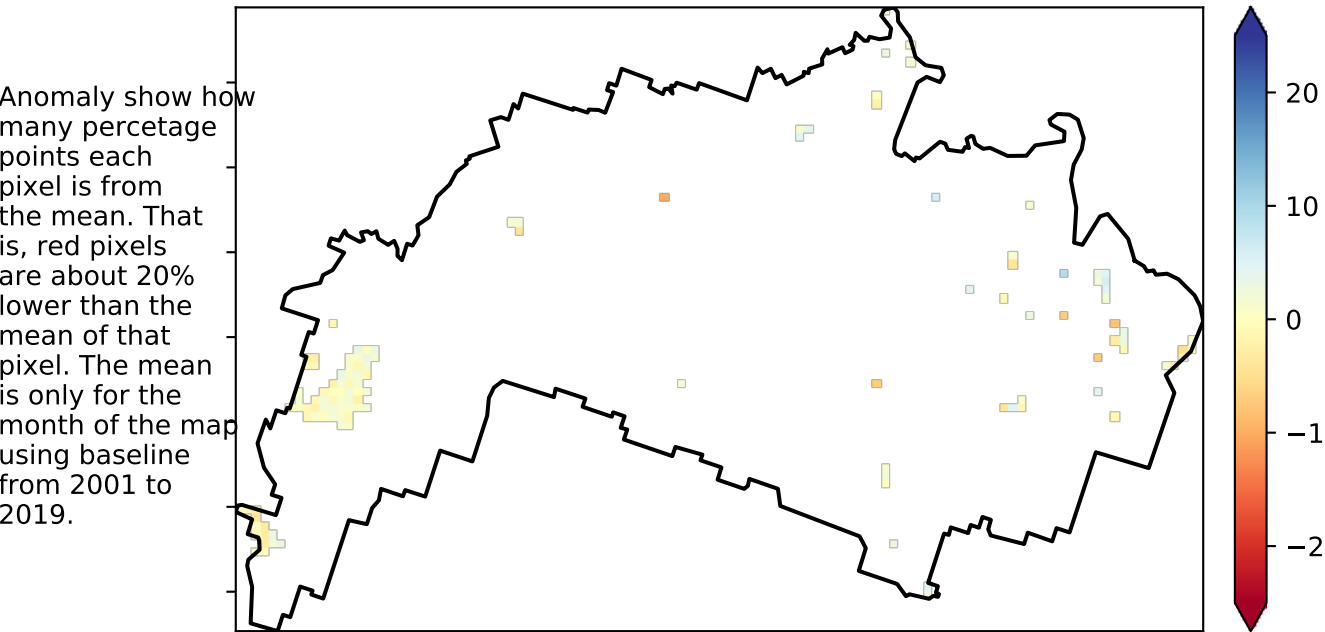 Anomaly show how
many percetage
points each
pixel is from
the mean. That
is, red pixels
are about 20%
lower than the
mean of that
pixel. The mean
is only for the
month of the map
using baseline
from 2001 to
2019.
20
10
0
−1
−2